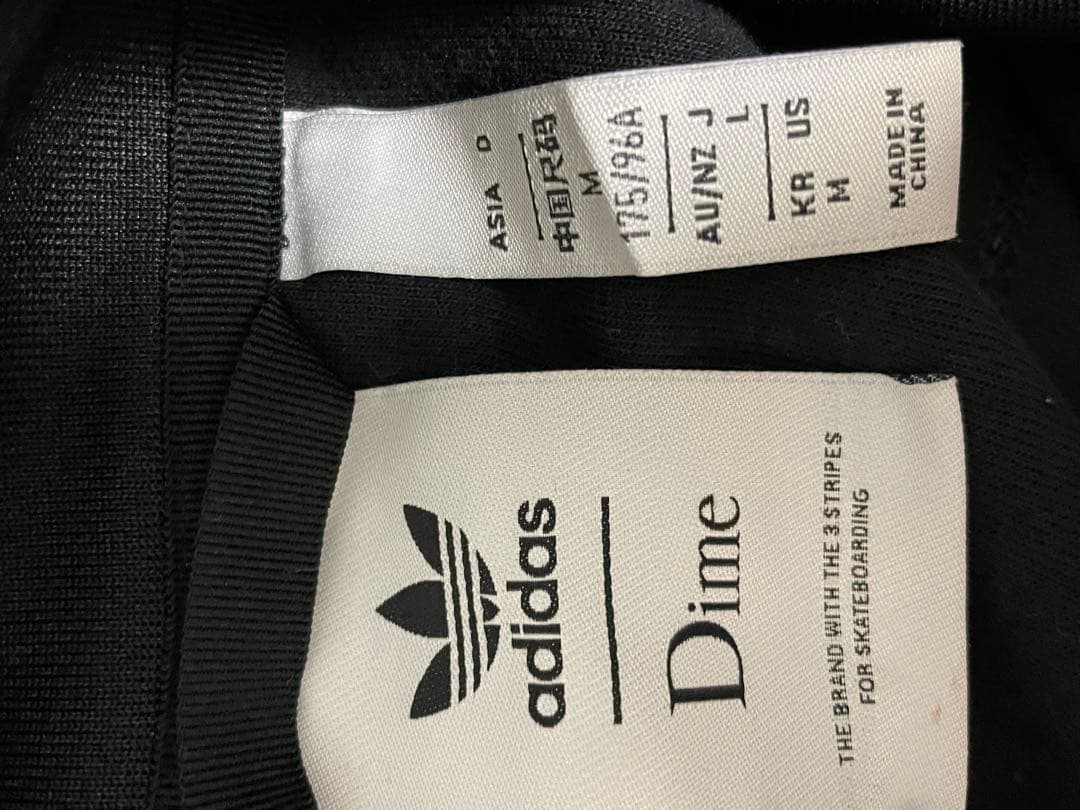 ASIA D
中国尺码
M
175/96A
AU/NZ J
L
KR US
M
MADE IN
CHINA
adidas
Dime
THE BRAND WITH THE 3 STRIPES
FOR SKATEBOARDING